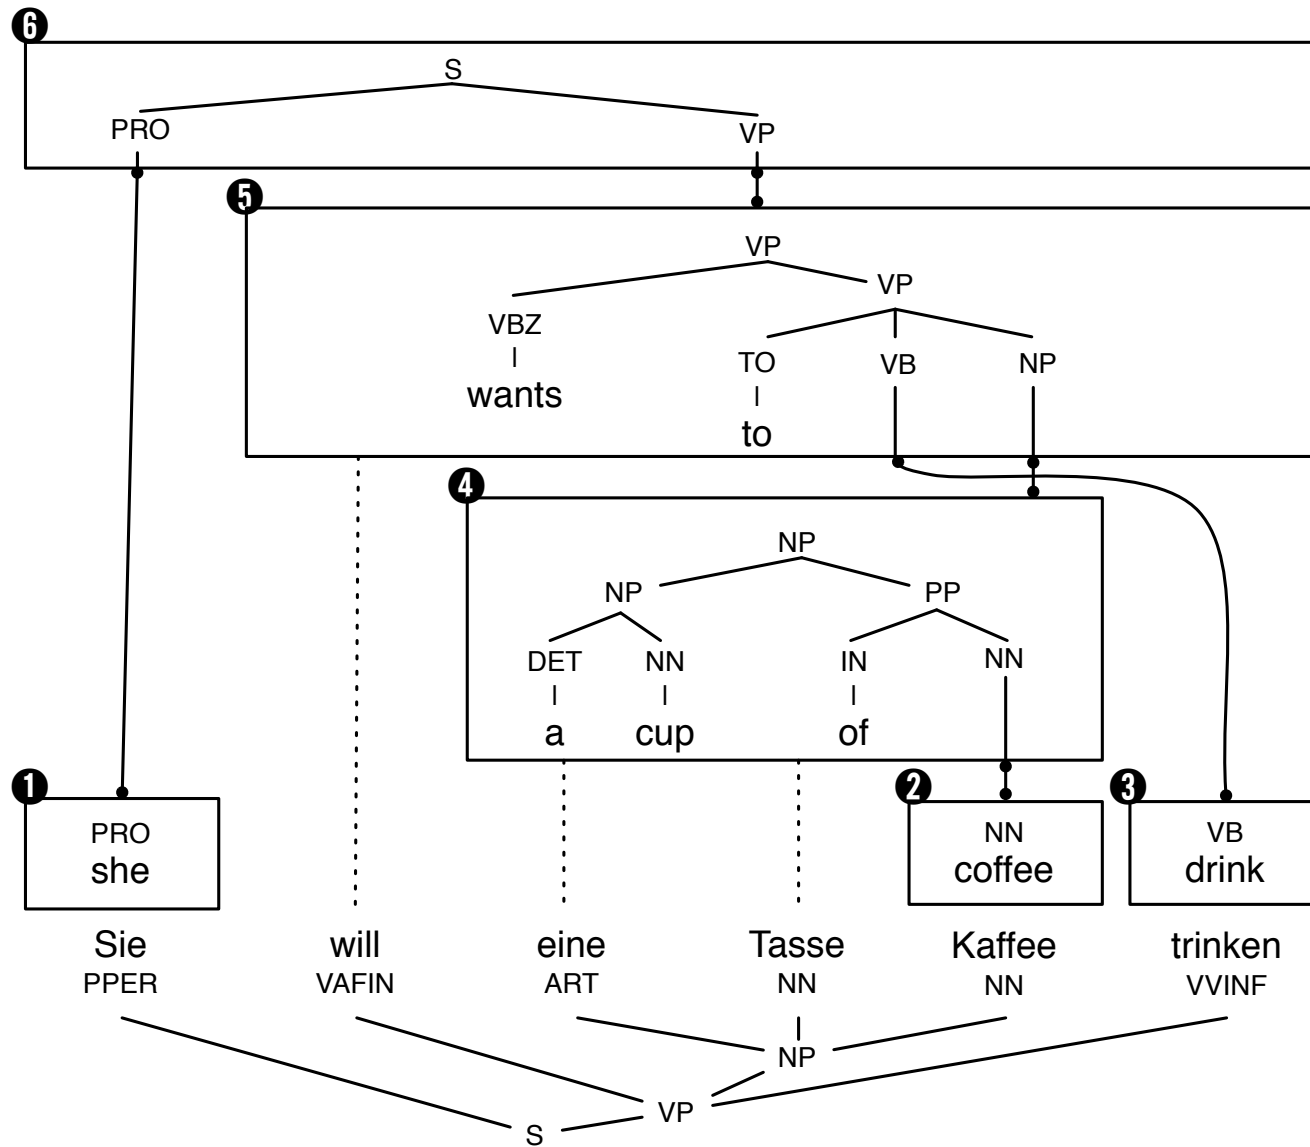 6
S
PRO VP
5
VP
VP
VBZ TO VB NP
wants to
4
NP
NP PP
DET NN IN NN
a cup of
1 2 3
PRO NN VB
she coffee drink
Sie will eine Tasse Kaffee trinken
PPER VAFIN ART NN NN VVINF
NP
VP
S